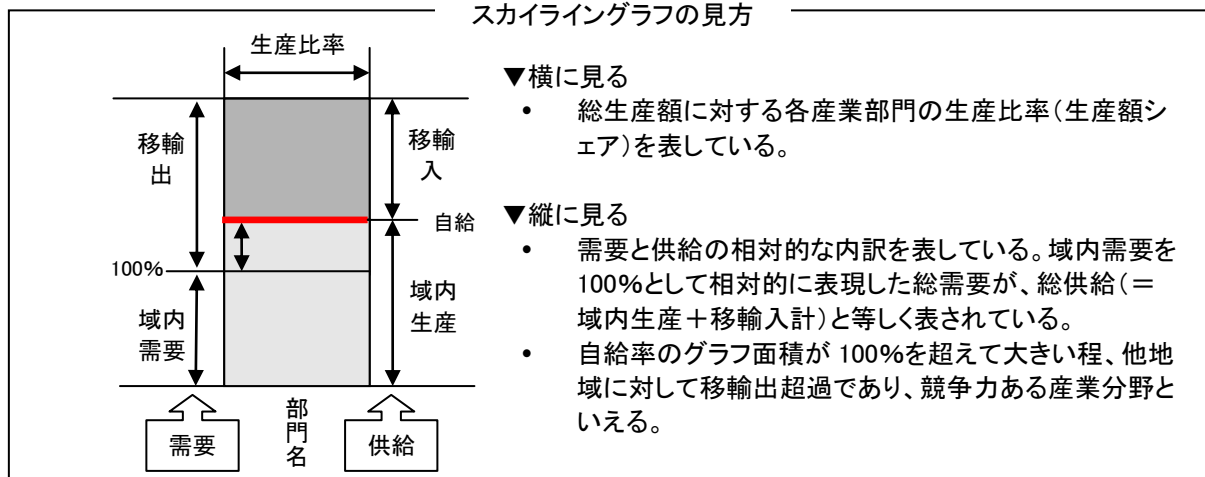 スカイライングラフの見方
生産比率
移輸
出
移輸
入
自給
100%
域内
需要
域内
生産
需要
部門名
供給
▼横に見る
• 総生産額に対する各産業部門の生産比率(生産額シ
ェア)を表している。
▼縦に見る
• 需要と供給の相対的な内訳を表している。域内需要を
100%として相対的に表現した総需要が、総供給(=
域内生産+移輸入計)と等しく表されている。
• 自給率のグラフ面積が 100%を超えて大きい程、他地
域に対して移輸出超過であり、競争力ある産業分野と
いえる。